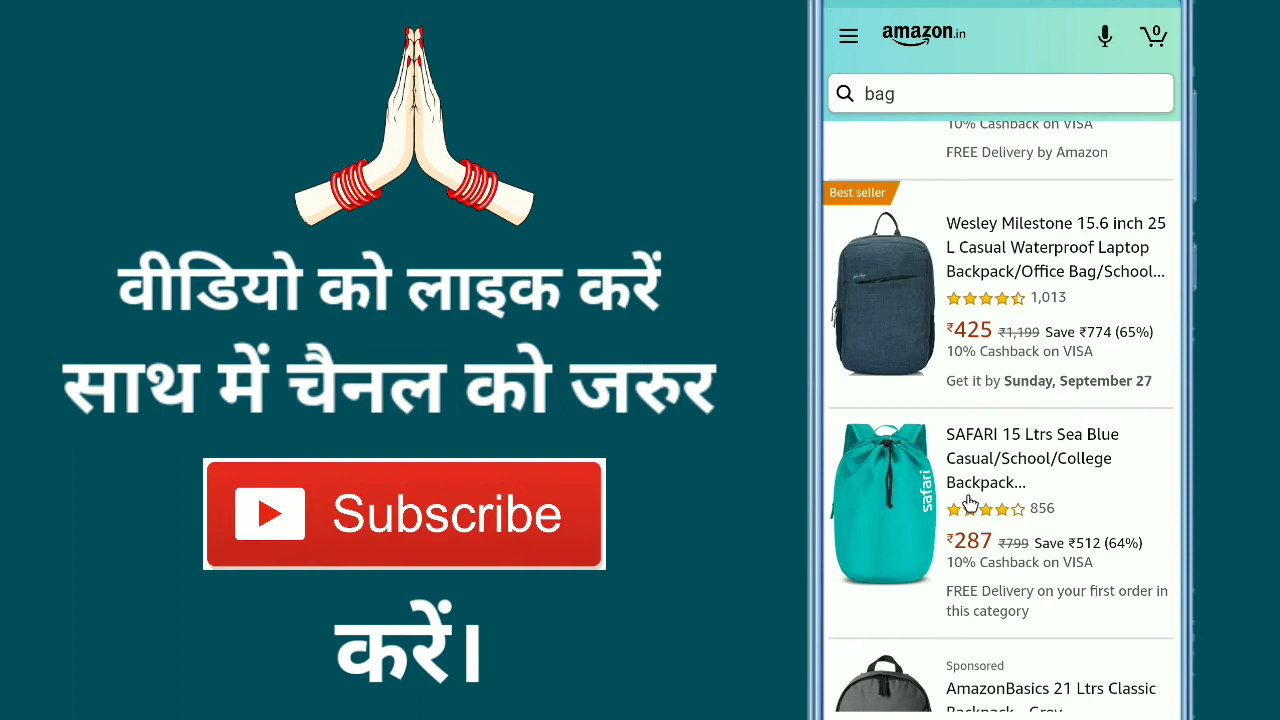 वीडियो को लाइक करें
साथ में चैनल को जरुर
Subscribe
करें।
amazon.in
0
bag
10% Cashback on VISA
FREE Delivery by Amazon
Best seller
Wesley Milestone 15.6 inch 25
L Casual Waterproof Laptop
Backpack/Office Bag/School...
1,013
₹425 ₹1,199 Save ₹774 (65%)
10% Cashback on VISA
Get it by Sunday, September 27
SAFARI 15 Ltrs Sea Blue
Casual/School/College
Backpack...
safari
856
₹287 ₹799 Save ₹512 (64%)
10% Cashback on VISA
FREE Delivery on your first order in
this category
Sponsored
AmazonBasics 21 Ltrs Classic
Backpack - Grey